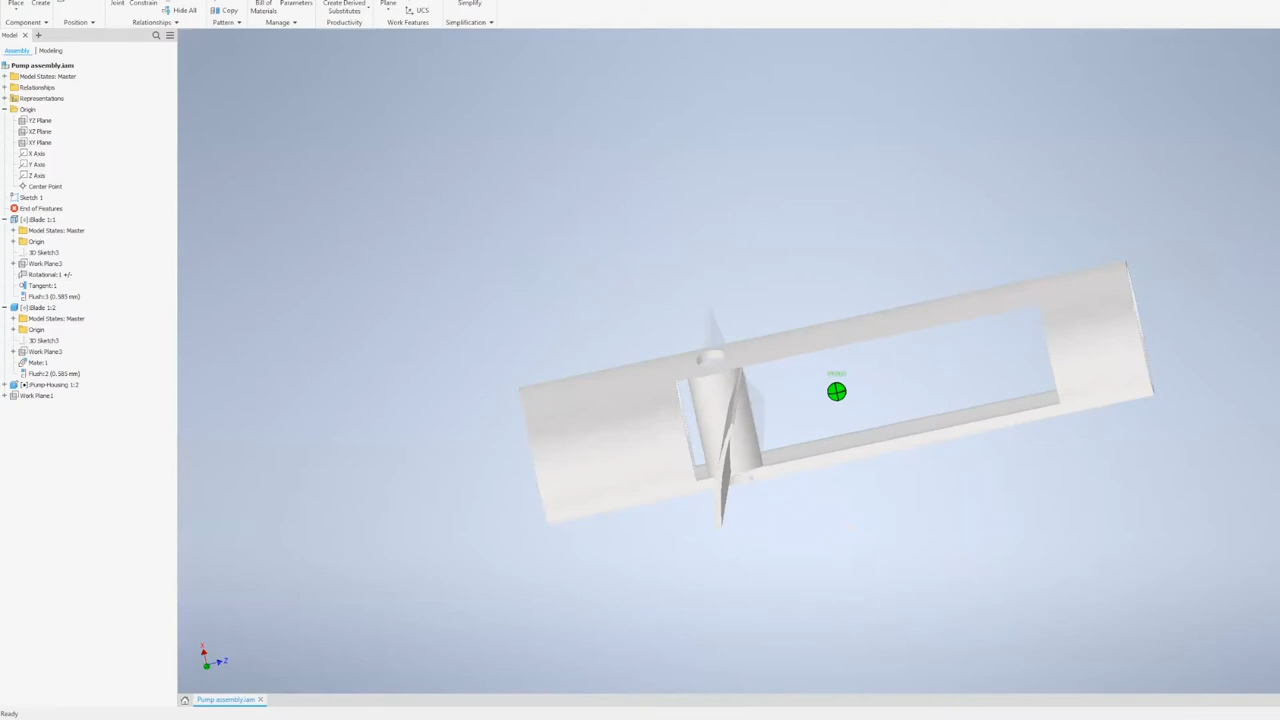 Place
Create
Joint
Constrain
Hide All
Copy
Bill of
Materials
Parameters
Create Derived
Substitutes
Plane
UCS
Simplify
Component
Position
Relationships
Pattern
Manage
Productivity
Work Features
Simplification
Model
Assembly
Modeling
Pump assembly.iam
Model States: Master
Relationships
Representations
Origin
YZ Plane
XZ Plane
XY Plane
X Axis
Y Axis
Z Axis
Center Point
Sketch 1
End of Features
Blade 1:1
Model States: Master
Origin
3D Sketch3
Work Plane3
Rotational:1 +/-
Tangent:1
Flush:3 (0.585 mm)
Blade 1:2
Model States: Master
Origin
3D Sketch3
Work Plane3
Mate:1
Flush:2 (0.585 mm)
Pump-Housing 1:2
Work Plane1
X
Z
Pump assembly.iam
Ready